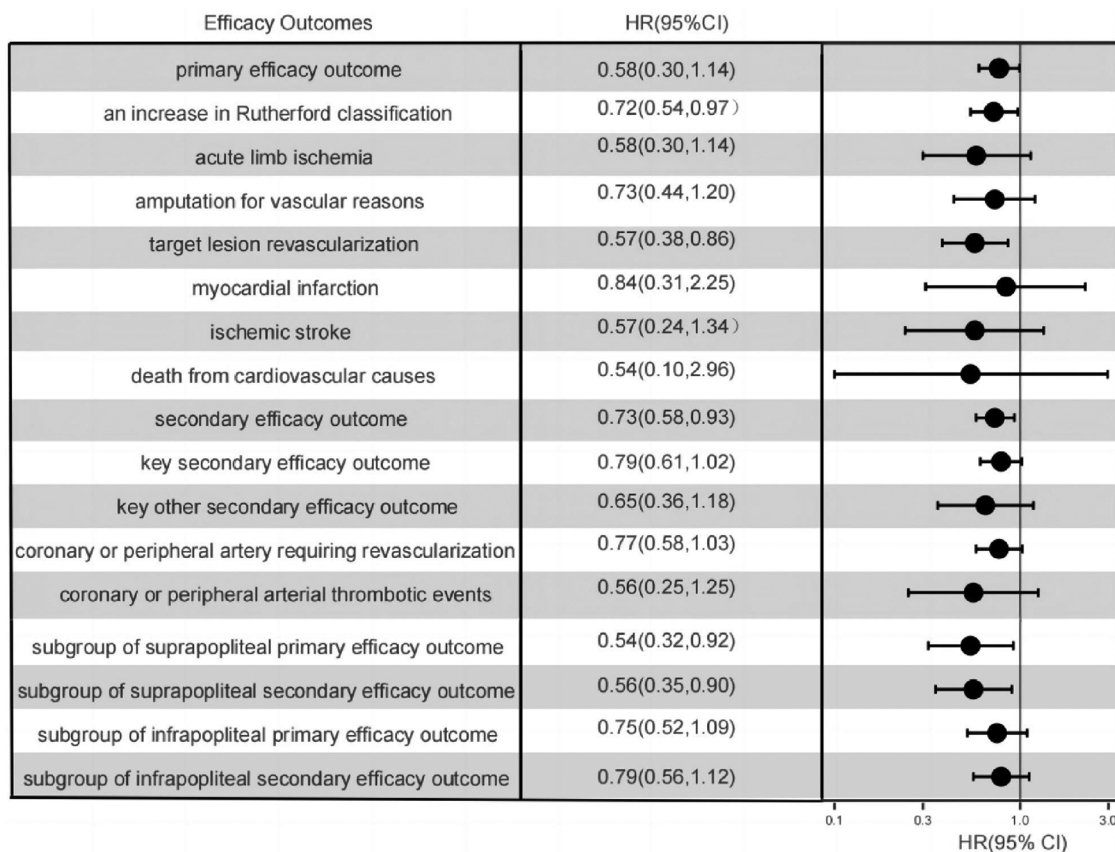 Efficacy Outcomes HR(95%CI)
primary efficacy outcome 0.58(0.30,1.14)
an increase in Rutherford classification 0.72(0.54,0.97）
acute limb ischemia 0.58(0.30,1.14)
amputation for vascular reasons 0.73(0.44,1.20)
target lesion revascularization 0.57(0.38,0.86)
myocardial infarction 0.84(0.31,2.25)
ischemic stroke 0.57(0.24,1.34）
death from cardiovascular causes 0.54(0.10,2.96)
secondary efficacy outcome 0.73(0.58,0.93)
key secondary efficacy outcome 0.79(0.61,1.02)
key other secondary efficacy outcome 0.65(0.36,1.18)
coronary or peripheral artery requiring revascularization 0.77(0.58,1.03)
coronary or peripheral arterial thrombotic events 0.56(0.25,1.25)
subgroup of suprapopliteal primary efficacy outcome 0.54(0.32,0.92)
subgroup of suprapopliteal secondary efficacy outcome 0.56(0.35,0.90)
subgroup of infrapopliteal primary efficacy outcome 0.75(0.52,1.09)
subgroup of infrapopliteal secondary efficacy outcome 0.79(0.56,1.12)
0.1 0.3 1.0 3.0
HR(95% CI)